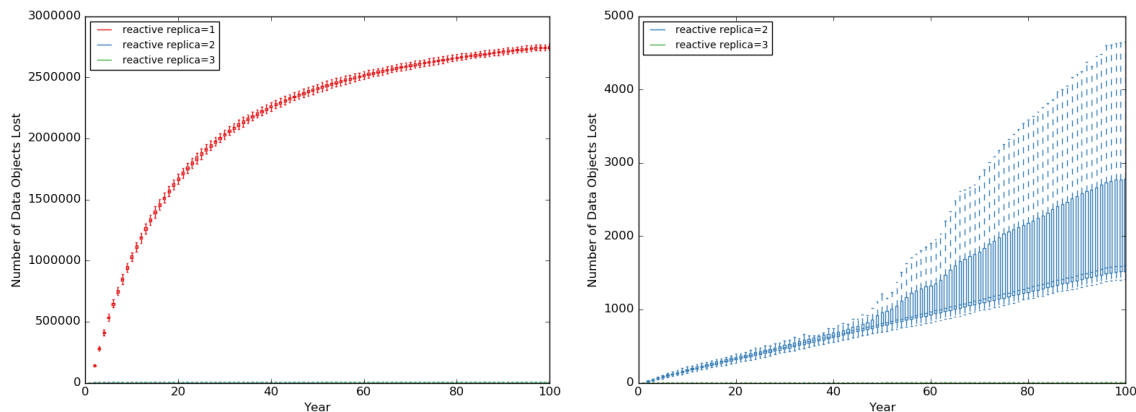 3000000
2500000
2000000
1500000
1000000
500000
0
Number of Data Objects Lost
reactive replica=1
reactive replica=2
reactive replica=3
0 20 40 60 80 100
Year
5000
4000
3000
2000
1000
0
Number of Data Objects Lost
reactive replica=2
reactive replica=3
0 20 40 60 80 100
Year